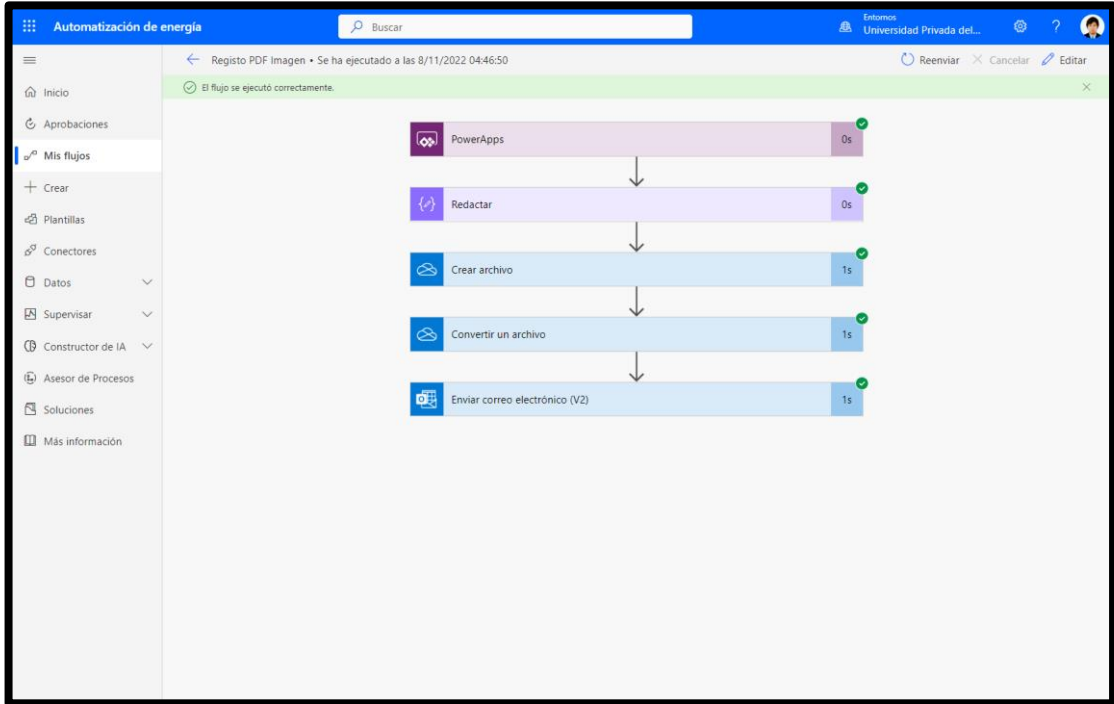 Automatización de energía
Buscar
Entornos
Universidad Privada del...
?
Registo PDF Imagen • Se ha ejecutado a las 8/11/2022 04:46:50
Reenviar
Cancelar
Editar
El flujo se ejecutó correctamente.
Inicio
Aprobaciones
Mis flujos
Crear
Plantillas
Conectores
Datos
Supervisar
Constructor de IA
Asesor de Procesos
Soluciones
Más información
PowerApps
0s
Redactar
0s
Crear archivo
1s
Convertir un archivo
1s
Enviar correo electrónico (V2)
1s